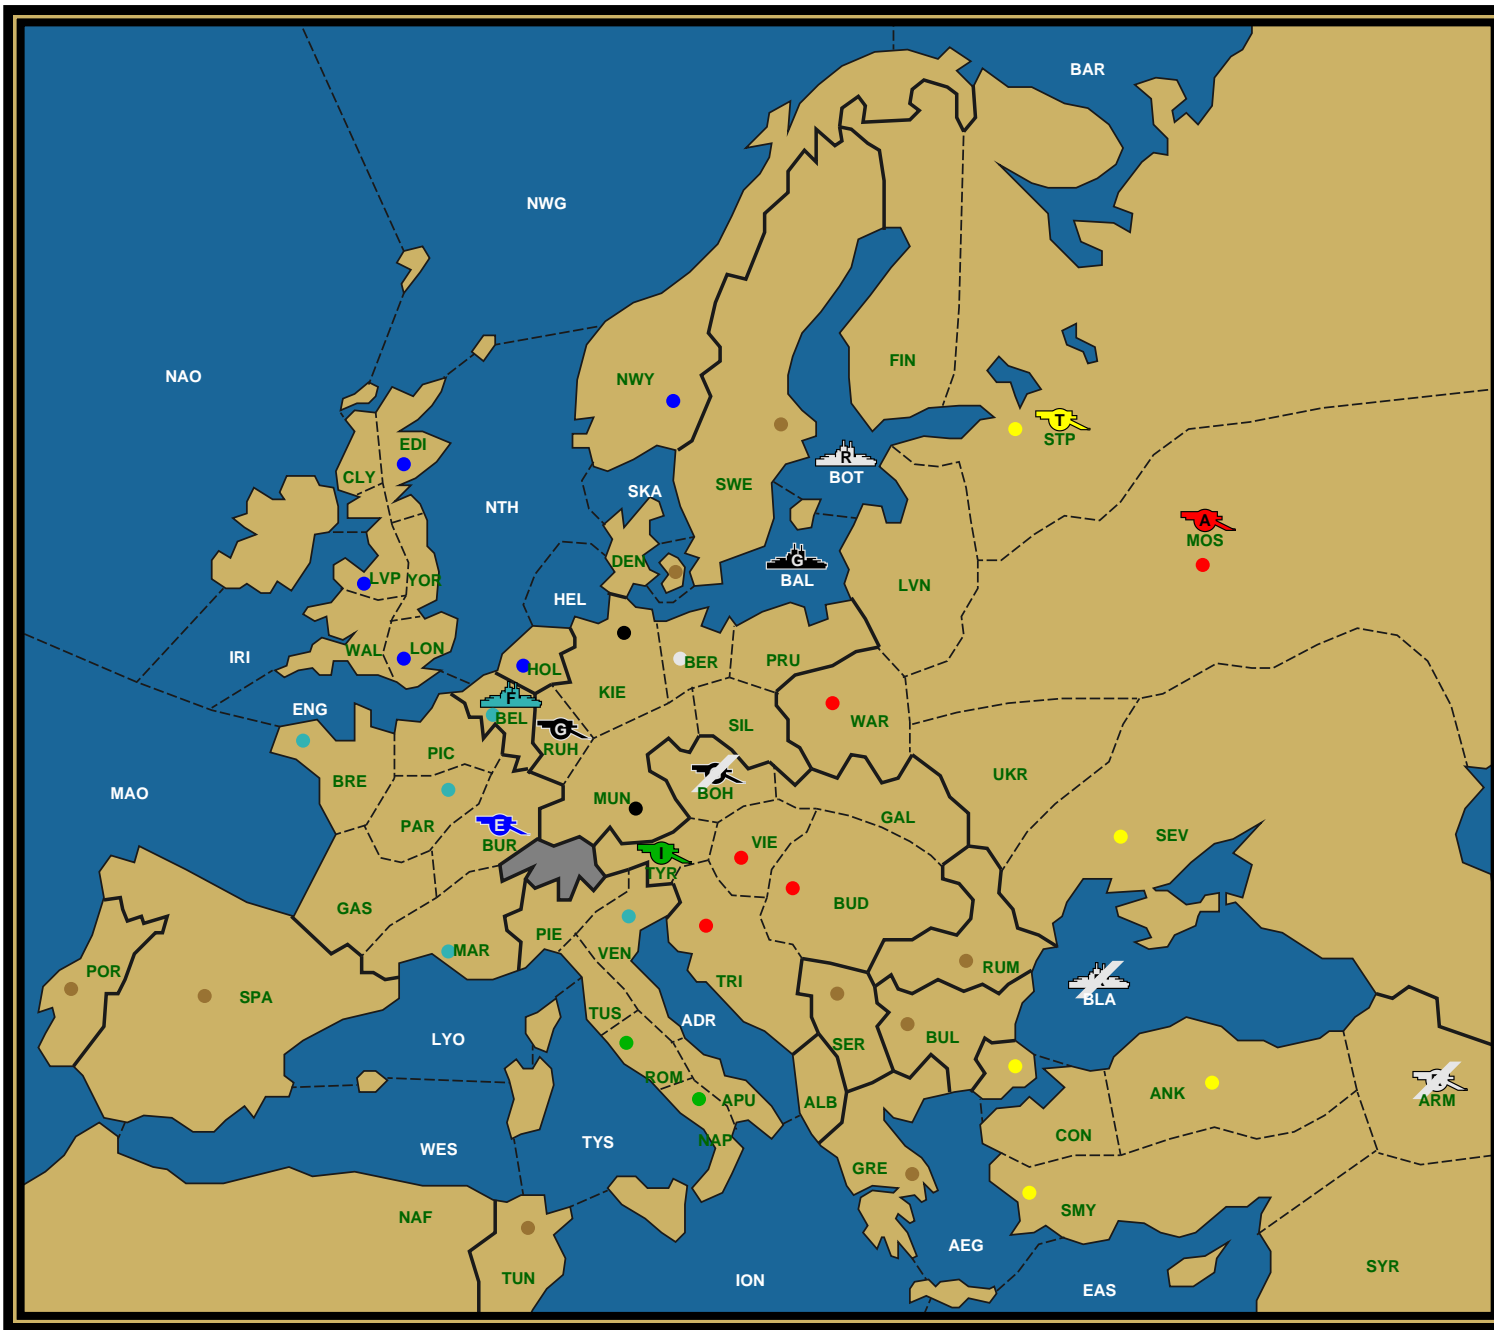 BAR
NWG
NAO
FIN
NWY
T
STP
EDI
R
CLY
BOT
SKA
SWE
NTH
A
MOS
G
DEN
BAL
LVP
YOR
LVN
HEL
WAL
LON
IRI
HOL
BER
PRU
KIE
F
ENG
BEL
SIL
WAR
G
PIC
RUH
UKR
BRE
BOH
MAO
MUN
GAL
E
PAR
SEV
BUR
VIE
I
TYR
BUD
GAS
PIE
MAR
VEN
RUM
POR
TRI
SPA
BLA
TUS
ADR
LYO
BUL
SER
ROM
ANK
APU
ALB
ARM
CON
NAP
TYS
WES
GRE
SMY
NAF
AEG
SYR
TUN
ION
EAS